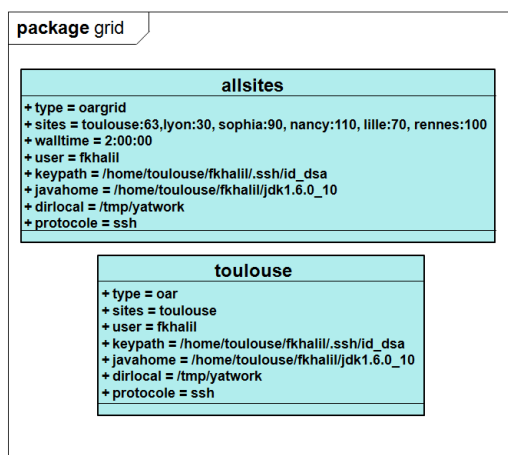 package grid
allsites
+ type = oargrid
+ sites = toulouse:63,lyon:30, sophia:90, nancy:110, lille:70, rennes:100
+ walltime = 2:00:00
+ user = fkhalil
+ keypath = /home/toulouse/fkhalil/.ssh/id_dsa
+ javahome = /home/toulouse/fkhalil/jdk1.6.0_10
+ dirlocal = /tmp/yatwork
+ protocole = ssh
toulouse
+ type = oar
+ sites = toulouse
+ user = fkhalil
+ keypath = /home/toulouse/fkhalil/.ssh/id_dsa
+ javahome = /home/toulouse/fkhalil/jdk1.6.0_10
+ dirlocal = /tmp/yatwork
+ protocole = ssh